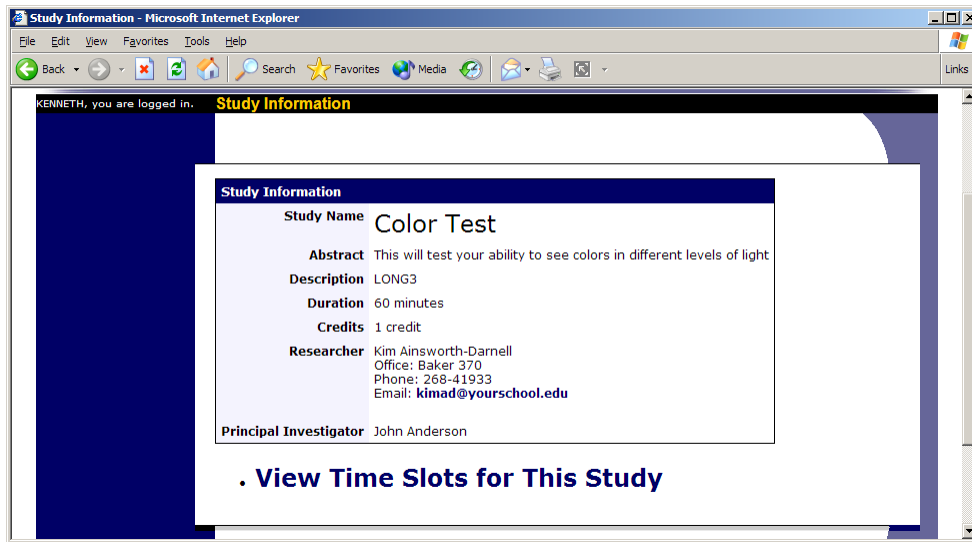 Study Information - Microsoft Internet Explorer
File Edit View Favorites Tools Help
Back Search Favorites Media Links
KENNETH, you are logged in. Study Information
Study Information
Study Name Color Test
Abstract This will test your ability to see colors in different levels of light
Description LONG3
Duration 60 minutes
Credits 1 credit
Researcher Kim Ainsworth-Darnell
Office: Baker 370
Phone: 268-41933
Email: kimad@yourschool.edu
Principal Investigator John Anderson
• View Time Slots for This Study